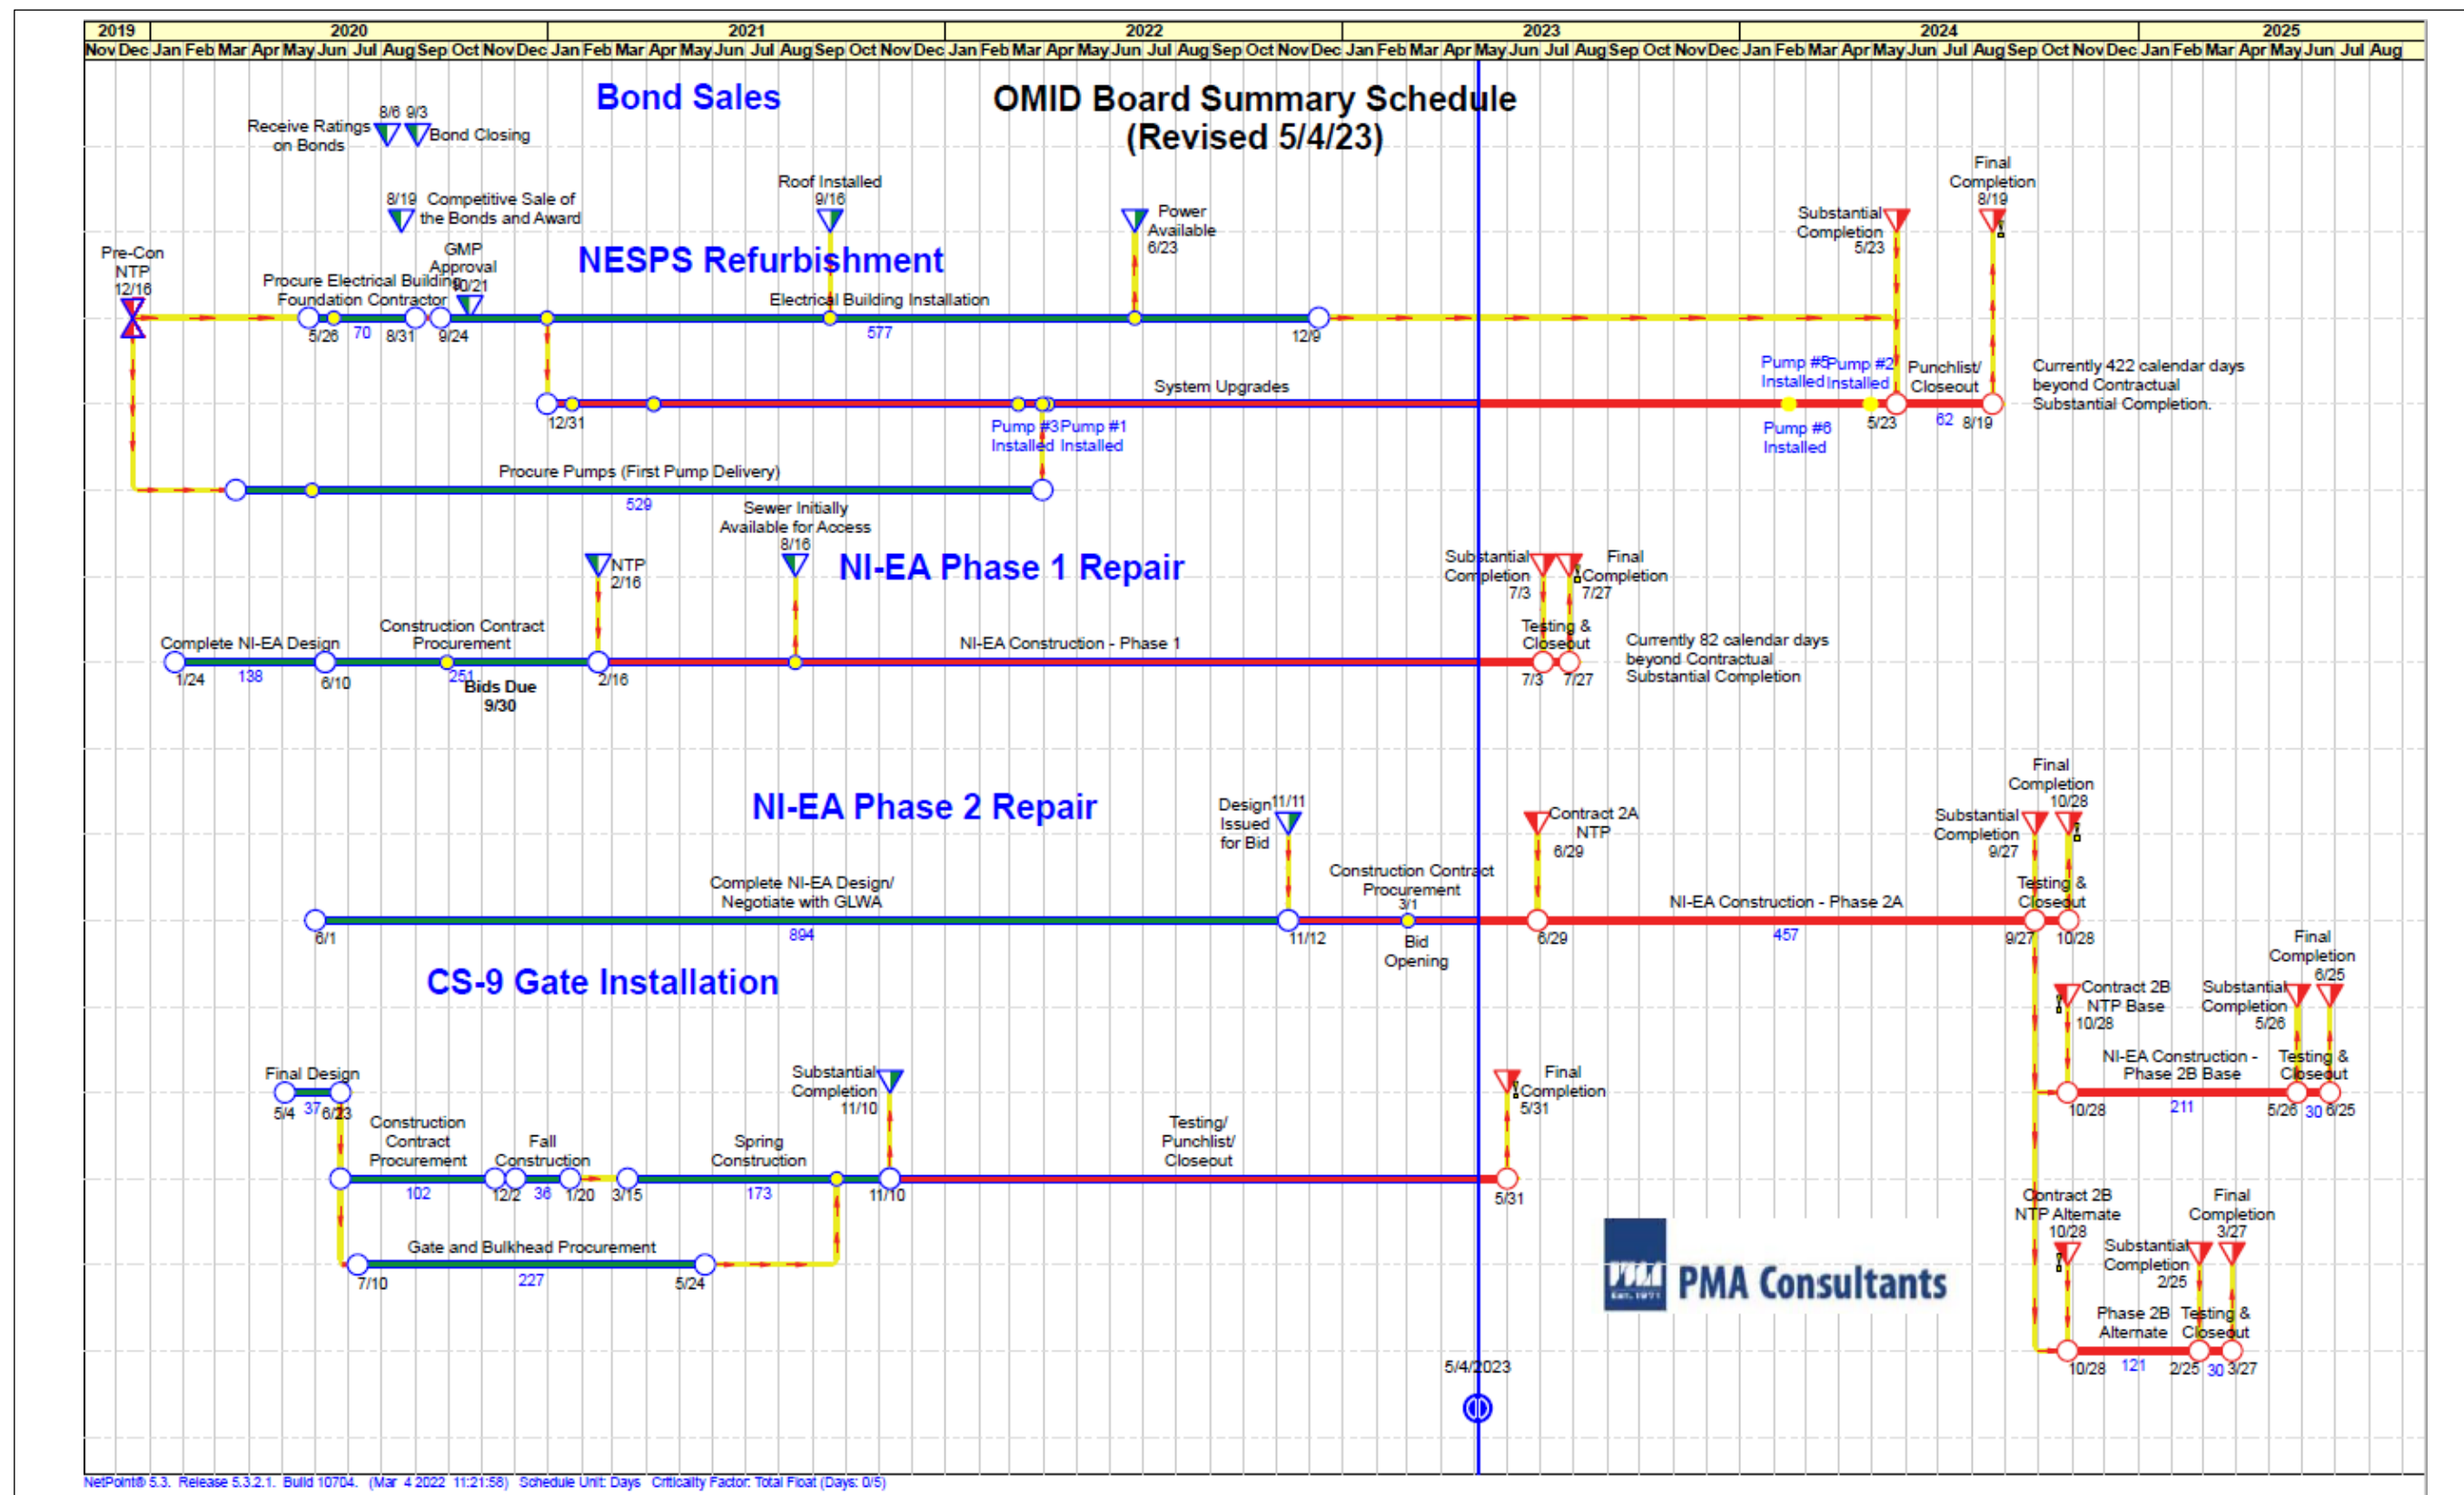 2019 2020 2021 2022 2023 2024 2025
Nov Dec Jan Feb Mar Apr May Jun Jul Aug Sep Oct Nov Dec Jan Feb Mar Apr May Jun Jul Aug Sep Oct Nov Dec Jan Feb Mar Apr May Jun Jul Aug Sep Oct Nov Dec Jan Feb Mar Apr May Jun Jul Aug Sep Oct Nov Dec Jan Feb Mar Apr May Jun Jul Aug Sep Oct Nov Dec Jan Feb Mar Apr May Jun Jul Aug
Bond Sales
OMID Board Summary Schedule
(Revised 5/4/23)
8/6 9/3
Receive Ratings
on Bonds
Bond Closing
8/19 Competitive Sale of
the Bonds and Award
Roof Installed
9/16
Power
Available
6/23
Substantial
Completion
5/23
Final
Completion
8/19
NESPS Refurbishment
Pre-Con
NTP
12/16
GMP
Approval
10/21
Procure Electrical Building
Foundation Contractor
Electrical Building Installation
5/26 70 8/31 9/24 577 12/9
System Upgrades
Pump #5
Installed
Pump #2
Installed
Punchlist/
Closeout
Currently 422 calendar days
beyond Contractual
Substantial Completion.
12/31
Pump #3
Installed
Pump #1
Installed
Pump #6
Installed
5/23 62 8/19
Procure Pumps (First Pump Delivery)
529
Sewer Initially
Available for Access
8/16
NI-EA Phase 1 Repair
NTP
2/16
Substantial
Completion
7/3
Final
Completion
7/27
Complete NI-EA Design
Construction Contract
Procurement
NI-EA Construction - Phase 1
Testing &
Closeout
Currently 82 calendar days
beyond Contractual
Substantial Completion
1/24 138 6/10 251 2/16 7/3 7/27
Bids Due
9/30
NI-EA Phase 2 Repair
Design
Issued
for Bid
11/11
Contract 2A
NTP
6/29
Substantial
Completion
9/27
Final
Completion
10/28
Complete NI-EA Design/
Negotiate with GLWA
Construction Contract
Procurement
3/1
NI-EA Construction - Phase 2A
Testing &
Closeout
6/1 894 11/12 6/29 457 9/27 10/28
Bid
Opening
CS-9 Gate Installation
Contract 2B
NTP Base
10/28
Substantial
Completion
5/26
Final
Completion
6/25
NI-EA Construction -
Phase 2B Base
Testing &
Closeout
10/28 211 5/26 30 6/25
Final Design
5/4 37 6/23
Substantial
Completion
11/10
Final
Completion
5/31
Construction
Contract
Procurement
Fall
Construction
Spring
Construction
Testing/
Punchlist/
Closeout
102 12/2 36 1/20 3/15 173 11/10 5/31
Gate and Bulkhead Procurement
7/10 227 5/24
Contract 2B
NTP Alternate
10/28
Substantial
Completion
2/25
Final
Completion
3/27
Phase 2B
Alternate
Testing &
Closeout
10/28 121 2/25 30 3/27
PMA
EST. 1971
PMA Consultants
5/4/2023
NetPoint® 5.3. Release 5.3.2.1. Build 10704. (Mar 4 2022 11:21:58) Schedule Unit: Days Criticality Factor: Total Float (Days: 0/5)